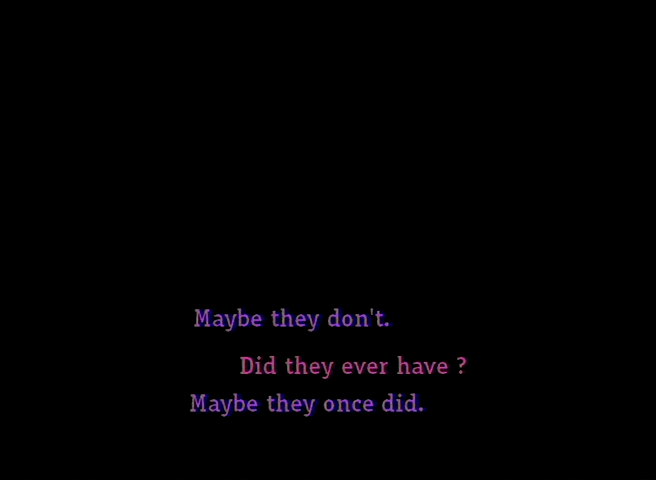 Maybe they don't.
Did they ever have ?
Maybe they once did.